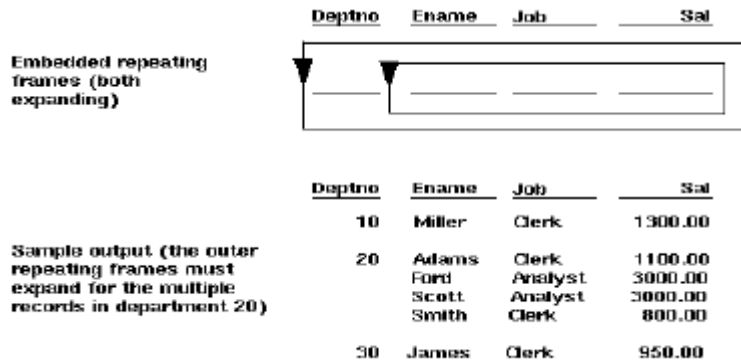 Deptno Ename Job Sal
Embedded repeating
frames (both
expanding)
Deptno Ename Job Sal
10 Miller Clerk 1300.00
Sample output (the outer
repeating frames must
expand for the multiple
records in department 20)
20 Adams Clerk 1100.00
Ford Analyst 3000.00
Scott Analyst 3000.00
Smith Clerk 800.00
30 James Clerk 950.00